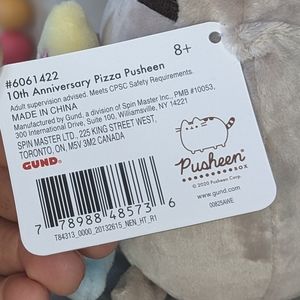 #6061422
8+
10th Anniversary Pizza Pusheen
Adult supervision advised. Meets CPSC Safety Requirements.
MADE IN CHINA
Manufactured by Gund, a division of Spin Master Inc., PMB #10053,
300 International Drive, Suite 100, Williamsville, NY 14221
SPIN MASTER LTD., 225 KING STREET WEST,
TORONTO, ON, M5V 3M2 CANADA
GUND®
Pusheen
BOX
© 2020 Pusheen Corp.
www.gund.com
00625AWE
7 78988 48573 6
T84313_0000_20132615_NEN_HT_R1